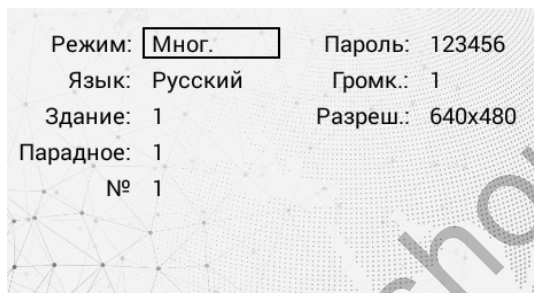 Режим: Мног. Пароль: 123456
Язык: Русский Громк.: 1
Здание: 1 Разреш.: 640x480
Парадное: 1
№ 1